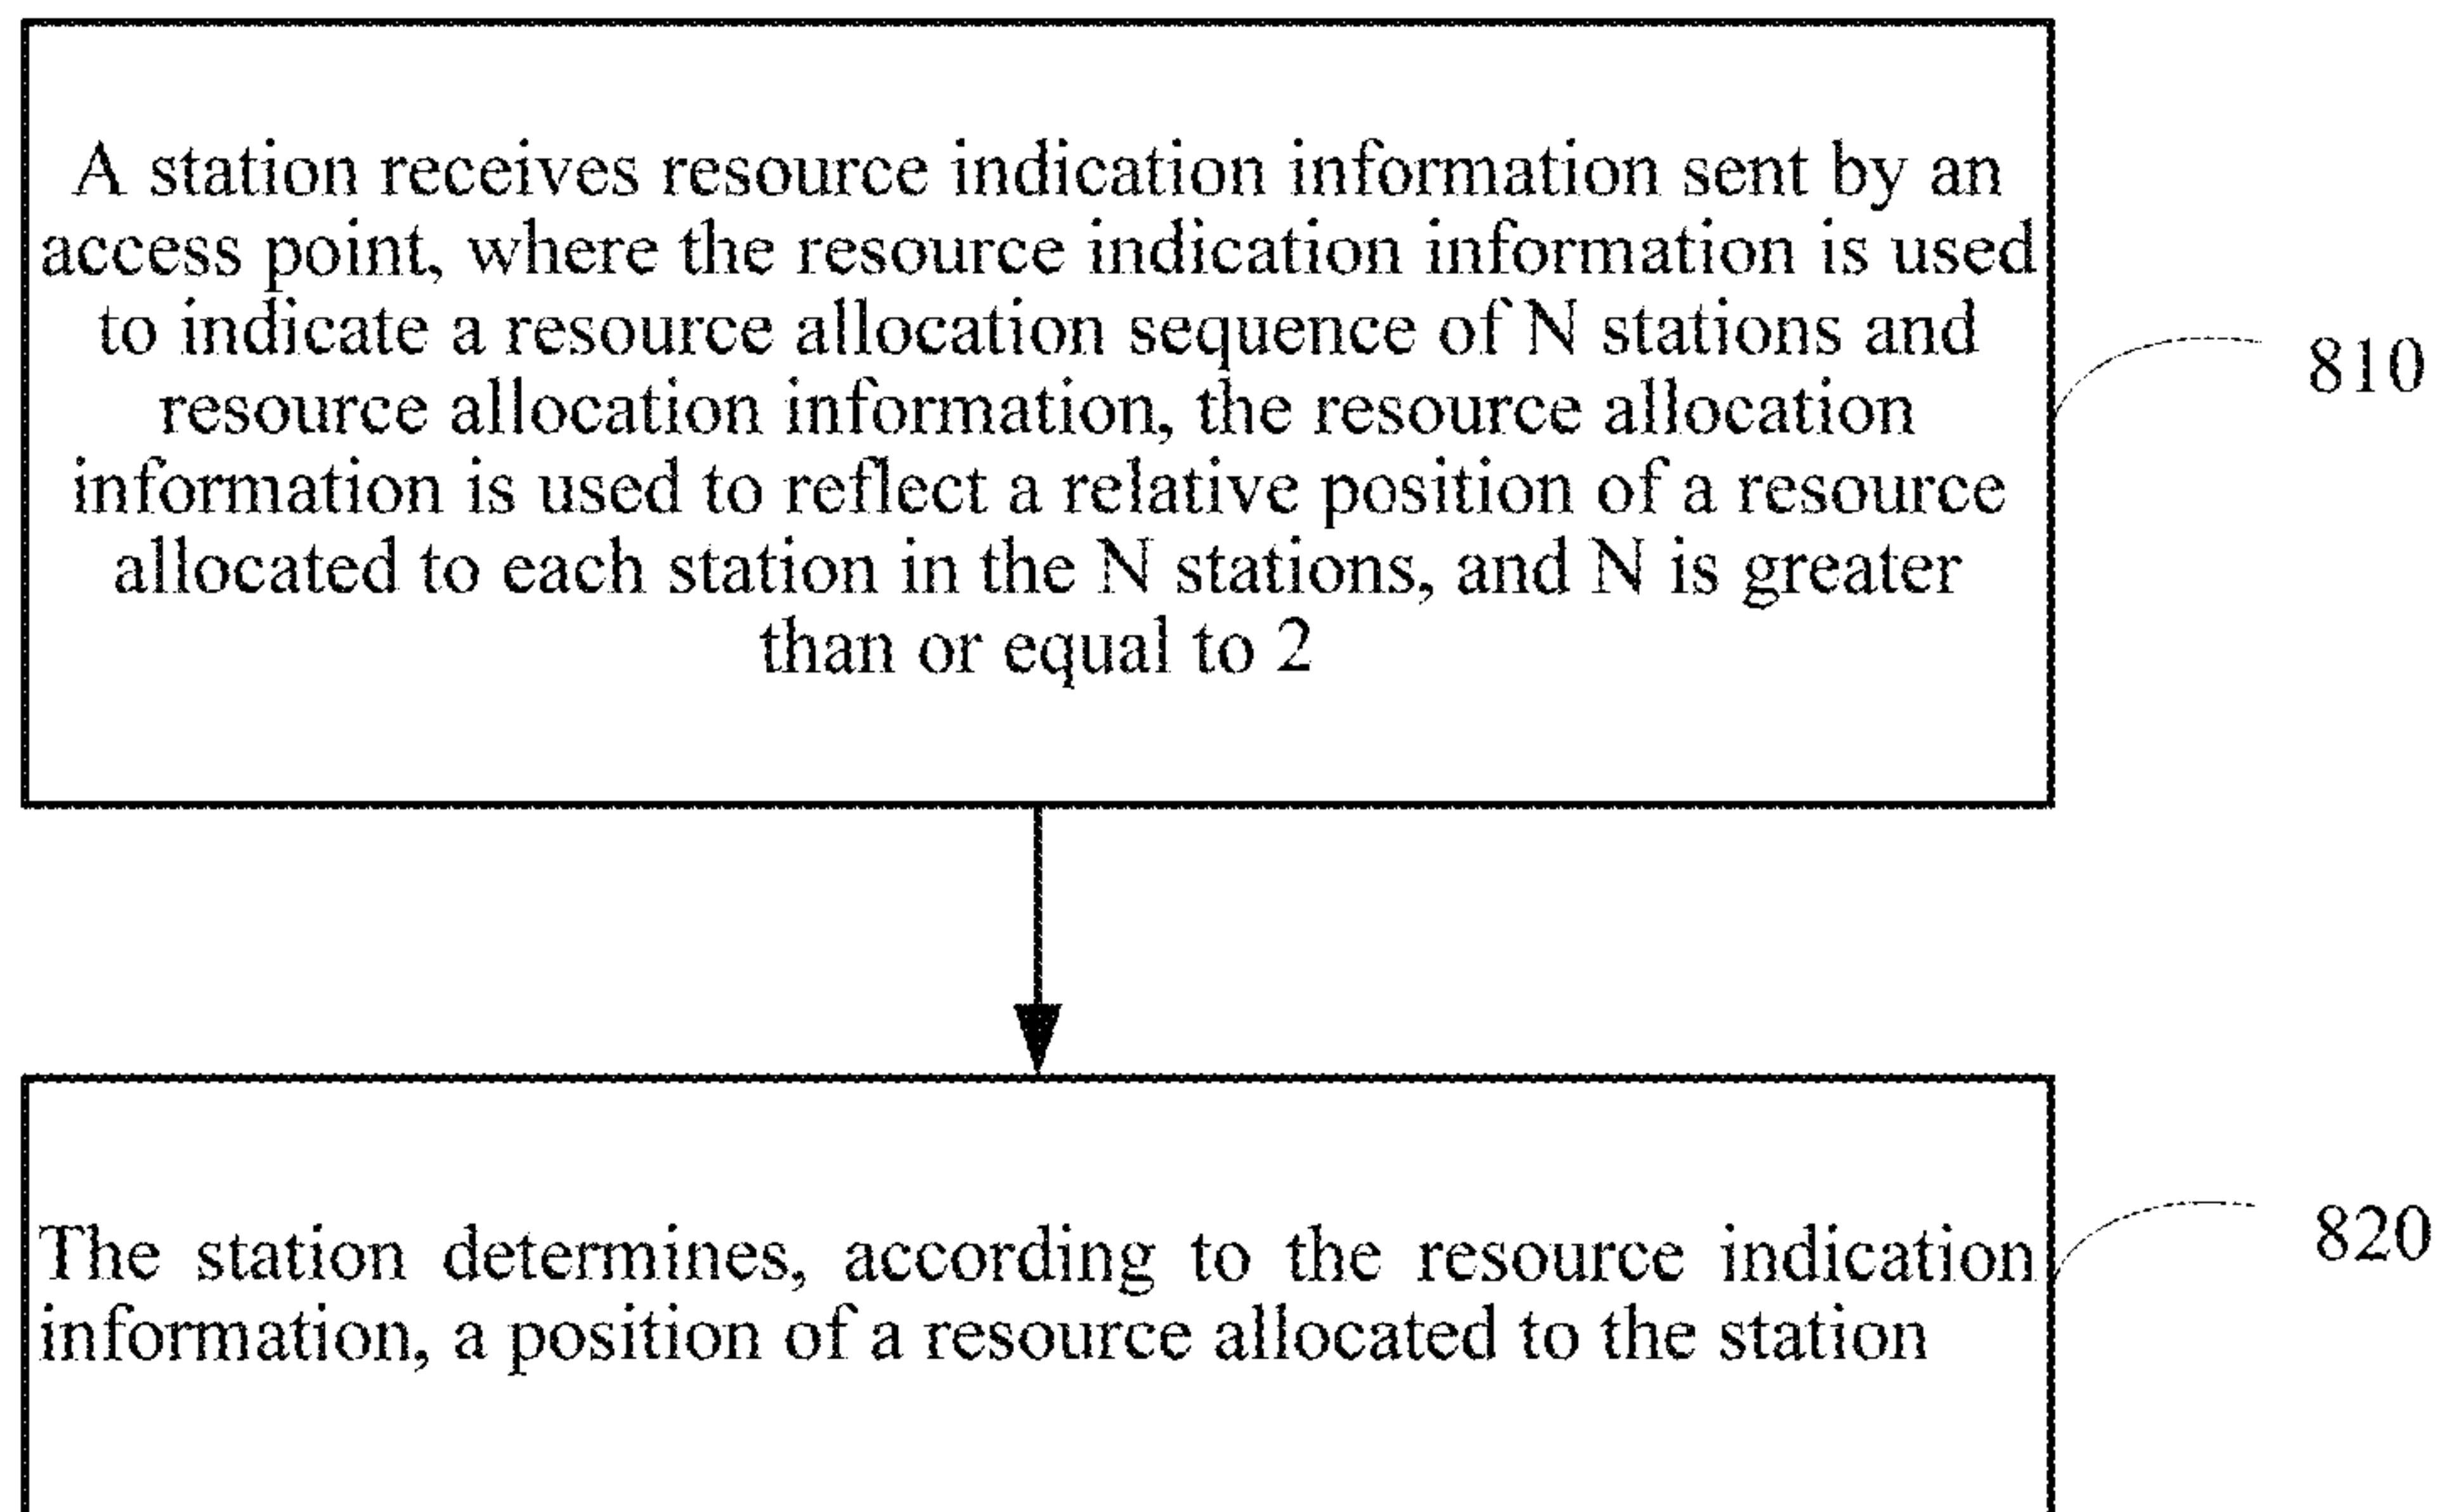 A station receives resource indication information sent by an
access point, where the resource indication information is used
to indicate a resource allocation sequence of N stations and
resource allocation information, the resource allocation
information is used to reflect a relative position of a resource
allocated to each station in the N stations, and N is greater
than or equal to 2
810
The station determines, according to the resource indication
information, a position of a resource allocated to the station
820